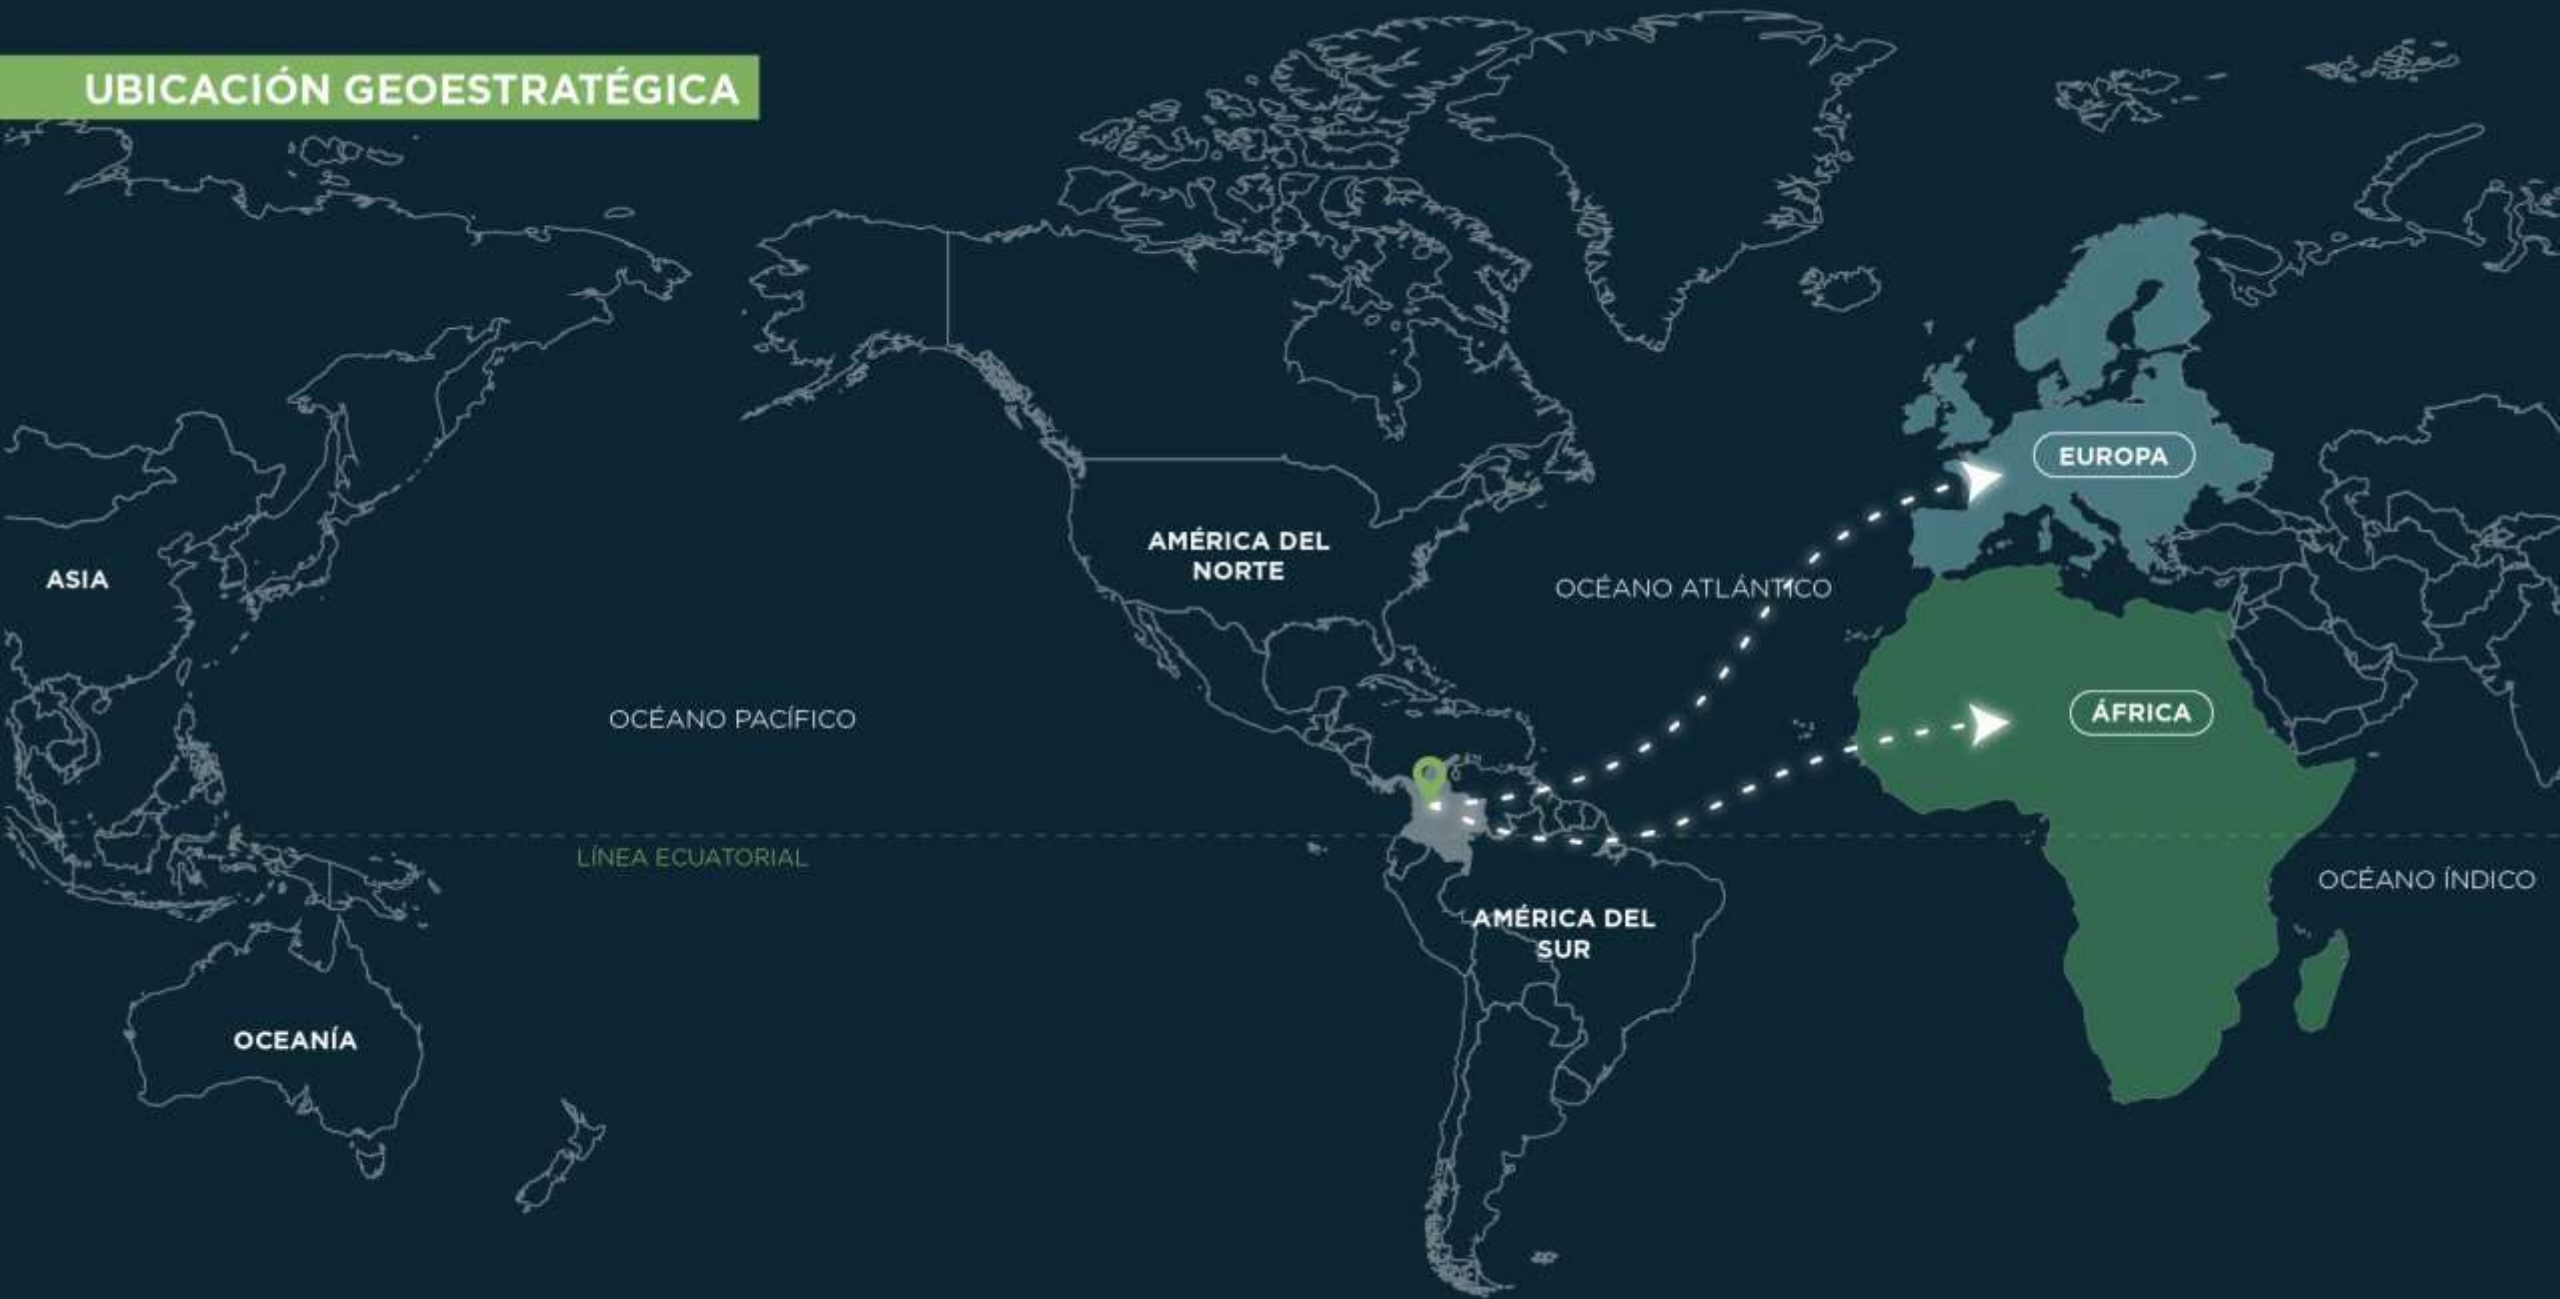 UBICACIÓN GEOESTRATÉGICA
EUROPA
AMÉRICA DEL
NORTE
ASIA
OCÉANO ATLÁNTICO
OCÉANO PACÍFICO
ÁFRICA
LÍNEA ECUATORIAL
OCÉANO ÍNDICO
AMÉRICA DEL
SUR
OCEANÍA